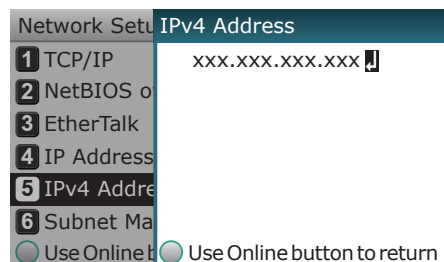 Network Setu
1 TCP/IP
2 NetBIOS o
3 EtherTalk
4 IP Address
5 IPv4 Addre
6 Subnet Ma
Use Online b
IPv4 Address
xxx.xxx.xxx.xxx
Use Online button to return